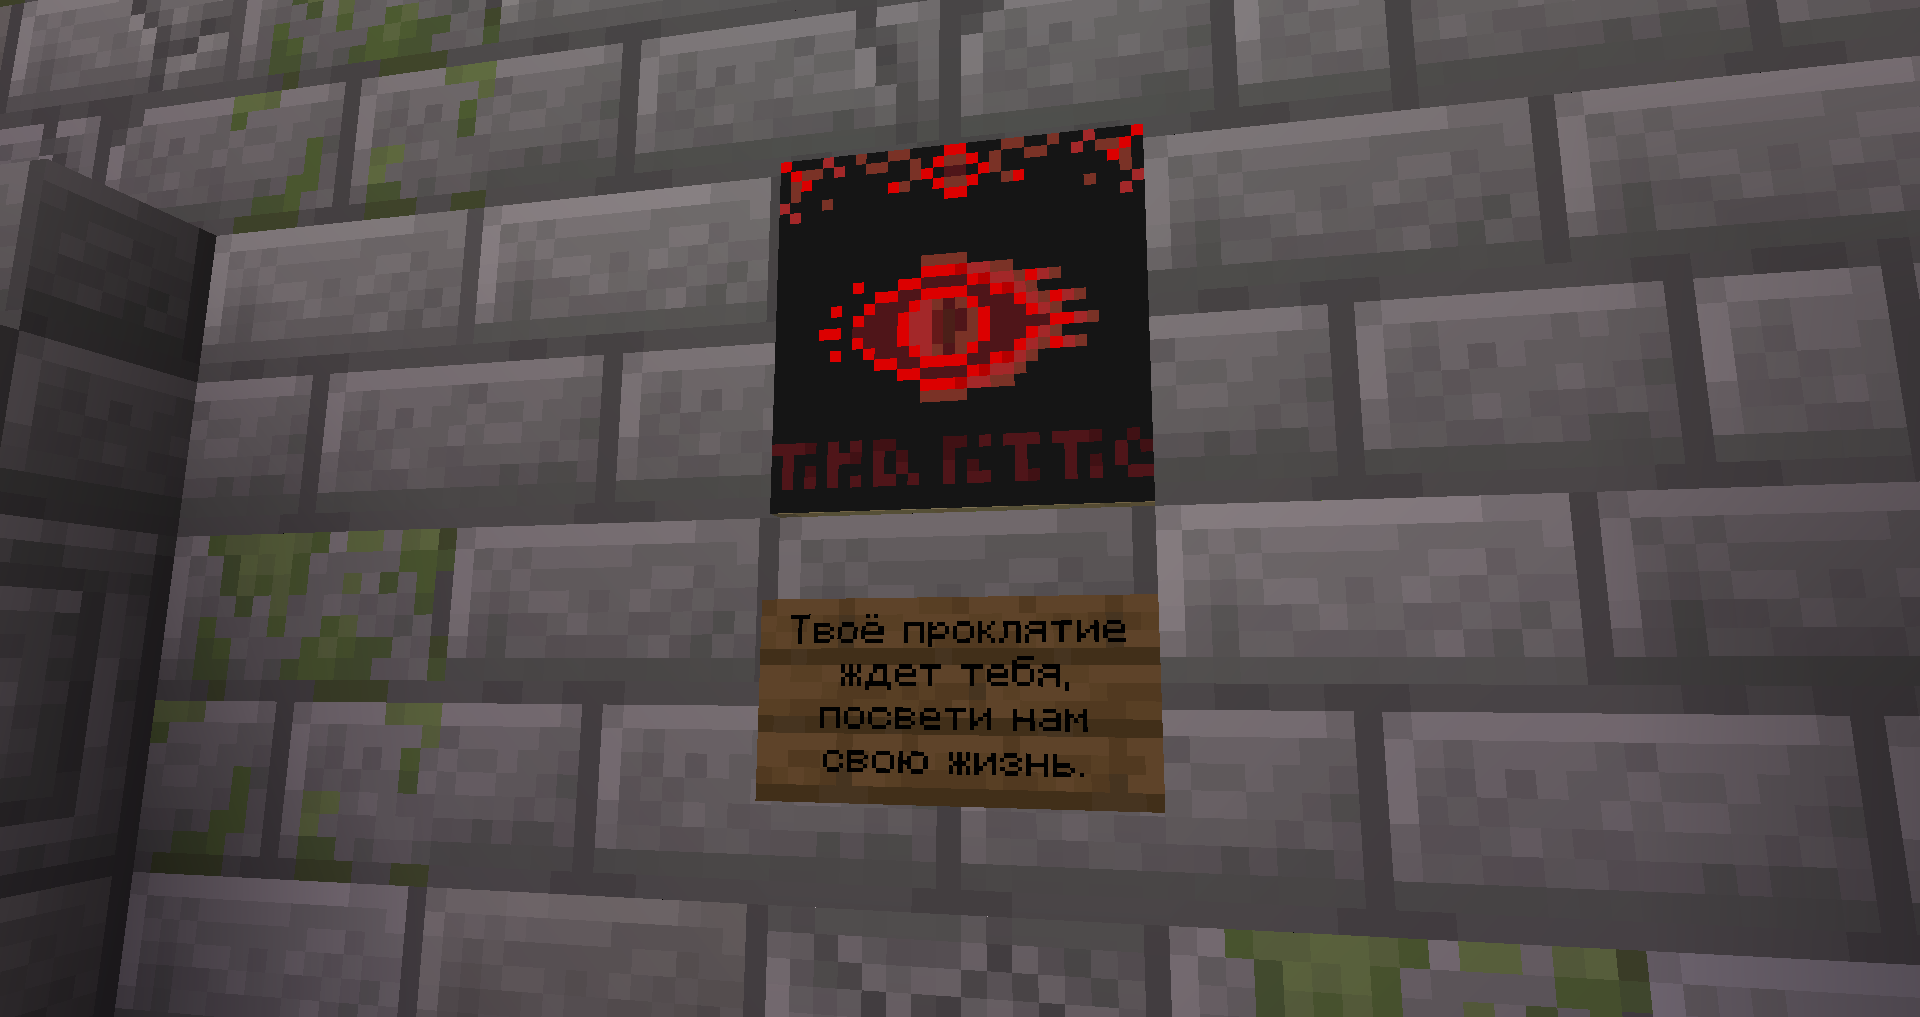 Твоё проклятие
ждет тебя,
посвети нам
свою жизнь.